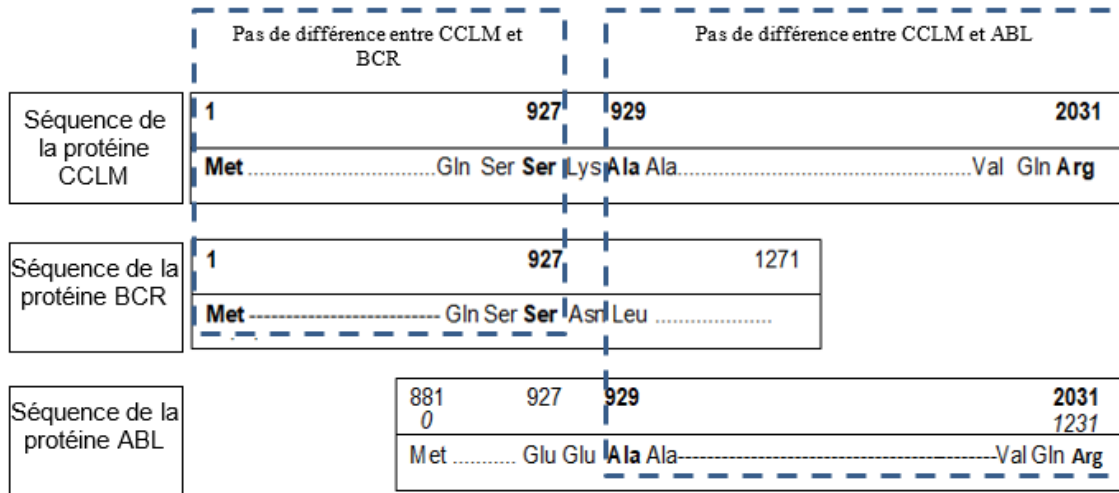 Pas de différence entre CCLM et
BCR
Pas de différence entre CCLM et ABL
Séquence de
la protéine
CCLM
1 927 929 2031
Met ............................Gln Ser Ser Lys Ala Ala..................................................Val Gln Arg
Séquence de la
protéine BCR
1 927 1271
Met --------------------------- Gln Ser Ser Asn Leu .....................
Séquence de la
protéine ABL
881 927 929 2031
0 1231
Met ........... Glu Glu Ala Ala---------------------------------------------Val Gln Arg